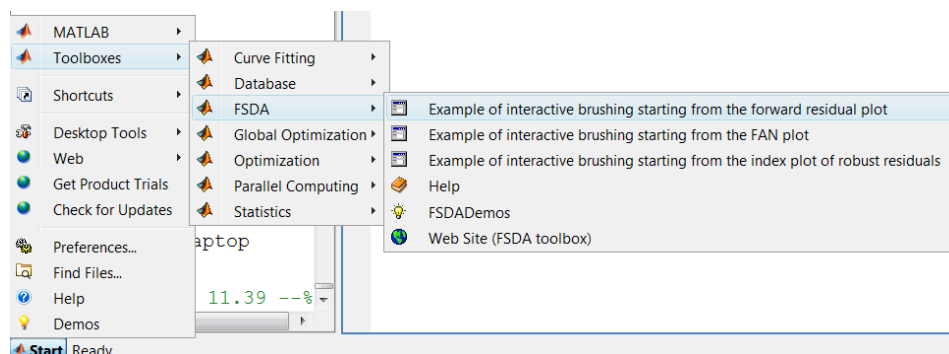 MATLAB
Toolboxes
Shortcuts
Desktop Tools
Web
Get Product Trials
Check for Updates
Preferences...
Find Files...
Help
Demos
Curve Fitting
Database
FSDA
Global Optimization
Optimization
Parallel Computing
Statistics
Example of interactive brushing starting from the forward residual plot
Example of interactive brushing starting from the FAN plot
Example of interactive brushing starting from the index plot of robust residuals
Help
FSDADemos
Web Site (FSDA toolbox)
aptop
11.39 --%
Start Ready